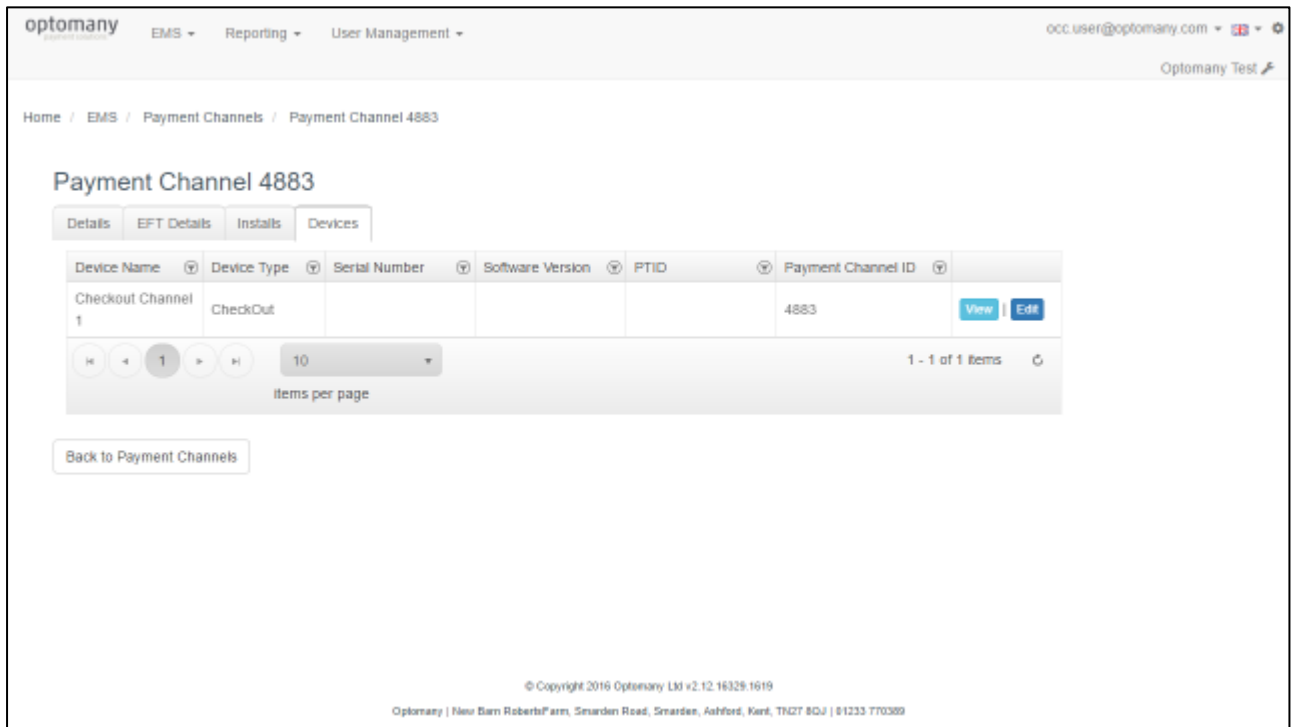 optomany
payment solutions
EMS Reporting User Management
occ.user@optomany.com
Optomany Test
Home / EMS / Payment Channels / Payment Channel 4883
Payment Channel 4883
Details EFT Details Installs Devices
Device Name Device Type Serial Number Software Version PTID Payment Channel ID
Checkout Channel
1
CheckOut 4883 View | Edit
1 10 1 - 1 of 1 items
items per page
Back to Payment Channels
© Copyright 2016 Optomany Ltd v2.12.16329.1619
Optomany | New Barn RobertsFarm, Smarden Road, Smarden, Ashford, Kent, TN27 8QJ | 01233 770389